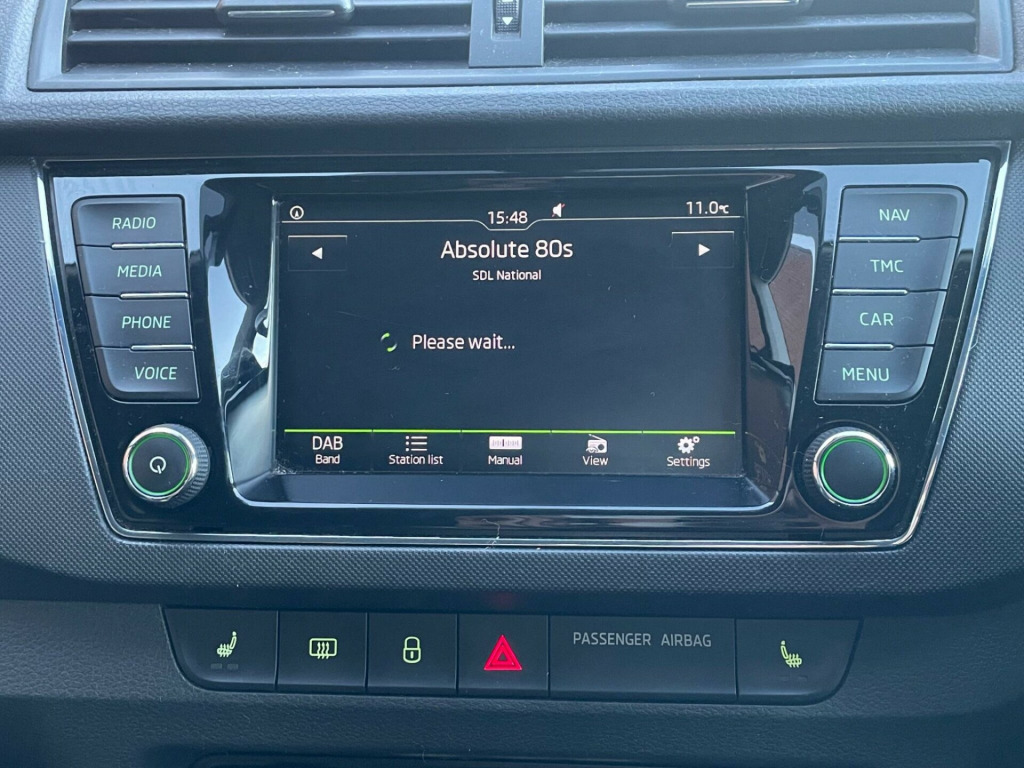 15:48
11.0°C
Absolute 80s
SDL National
Please wait...
DAB
Band
Station list
Manual
View
Settings
RADIO
MEDIA
PHONE
VOICE
NAV
TMC
CAR
MENU
PASSENGER AIRBAG